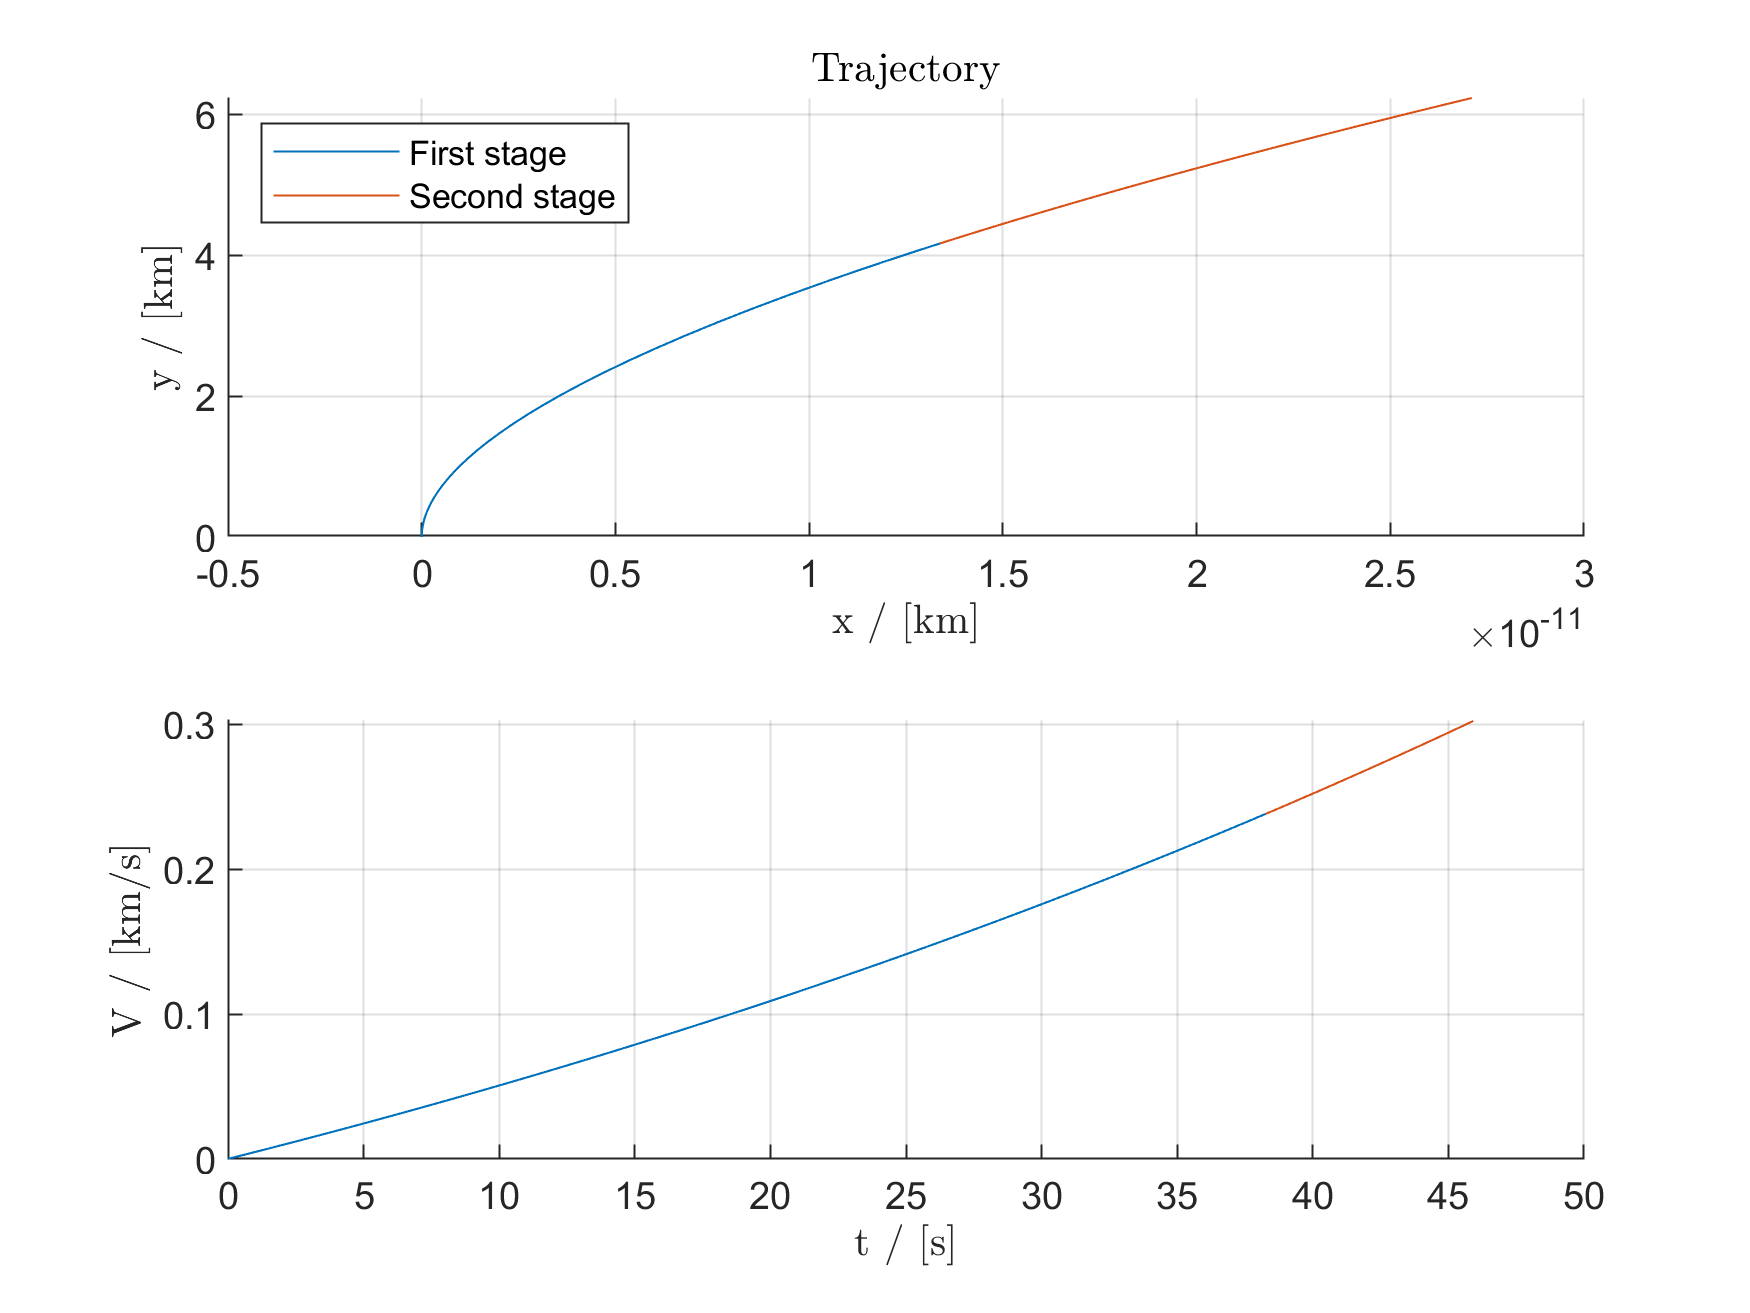 Trajectory
6
4
2
0
y / [km]
First stage
Second stage
-0.5 0 0.5 1 1.5 2 2.5 3
x / [km]
×10-11
0.3
0.2
0.1
0
V / [km/s]
0 5 10 15 20 25 30 35 40 45 50
t / [s]